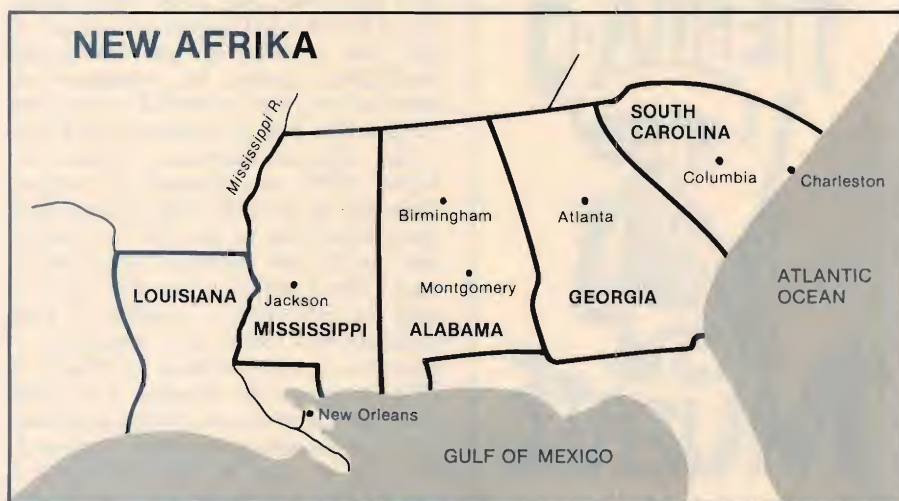 NEW AFRIKA
Mississippi R.
SOUTH
CAROLINA
Columbia
Charleston
Birmingham
Atlanta
ATLANTIC
OCEAN
LOUISIANA
Jackson
Montgomery
GEORGIA
MISSISSIPPI
ALABAMA
New Orleans
GULF OF MEXICO